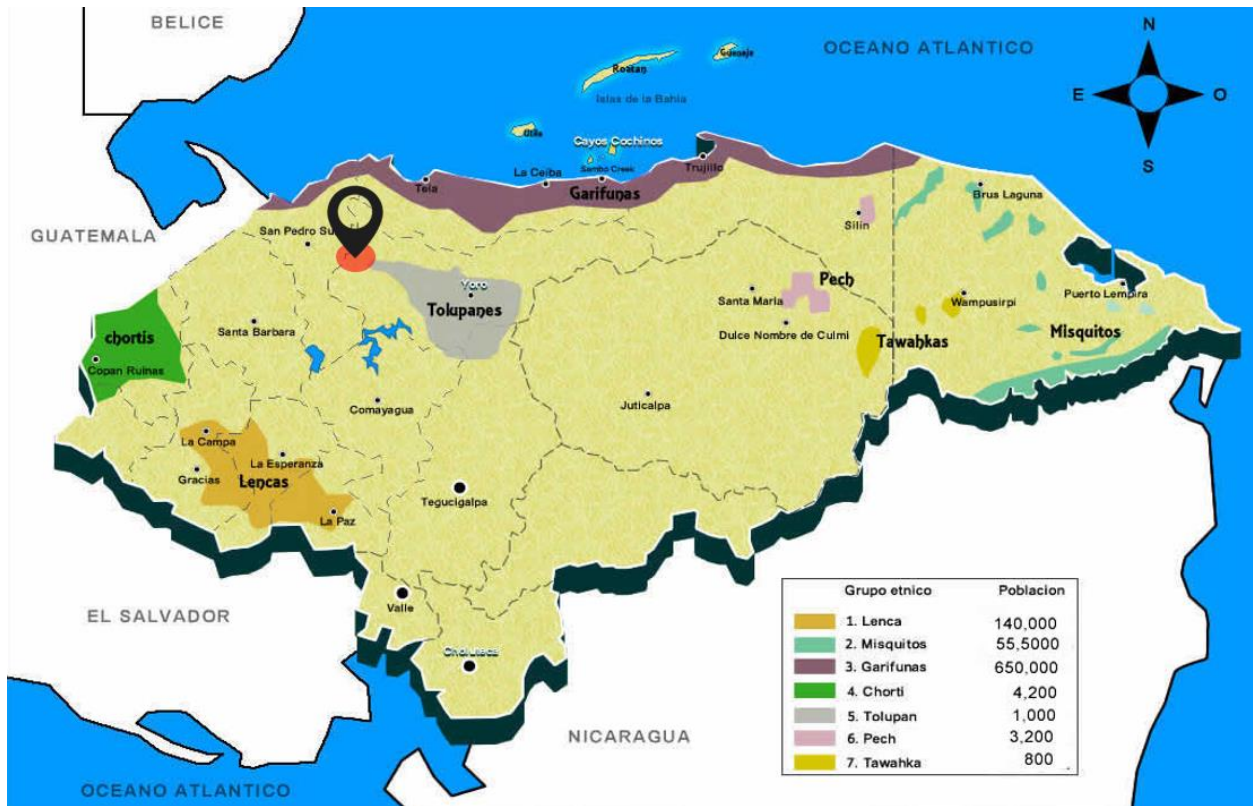 BELICE
OCEANO ATLANTICO
N
E
O
S
Guanaja
Roatan
Islas de la Bahia
Utila
Cayos Cochinos
Sambo Creek
La Ceiba
Trujillo
Tela
Garifunas
Brus Laguna
GUATEMALA
San Pedro Su
Silin
Yoro
Tolupanes
Pech
Santa Maria
Wampusirpi
Puerto Lempira
Dulce Nombre de Culmi
Tawahkas
Misquitos
Santa Barbara
chortis
Copan Ruinas
Comayagua
Juticalpa
La Campa
La Esperanza
Gracias
Lencas
La Paz
Tegucigalpa
EL SALVADOR
Valle
Choluteca
NICARAGUA
OCEANO ATLANTICO
Grupo etnico Poblacion
1. Lenca 140,000
2. Misquitos 55,5000
3. Garifunas 650,000
4. Chorti 4,200
5. Tolupan 1,000
6. Pech 3,200
7. Tawahka 800